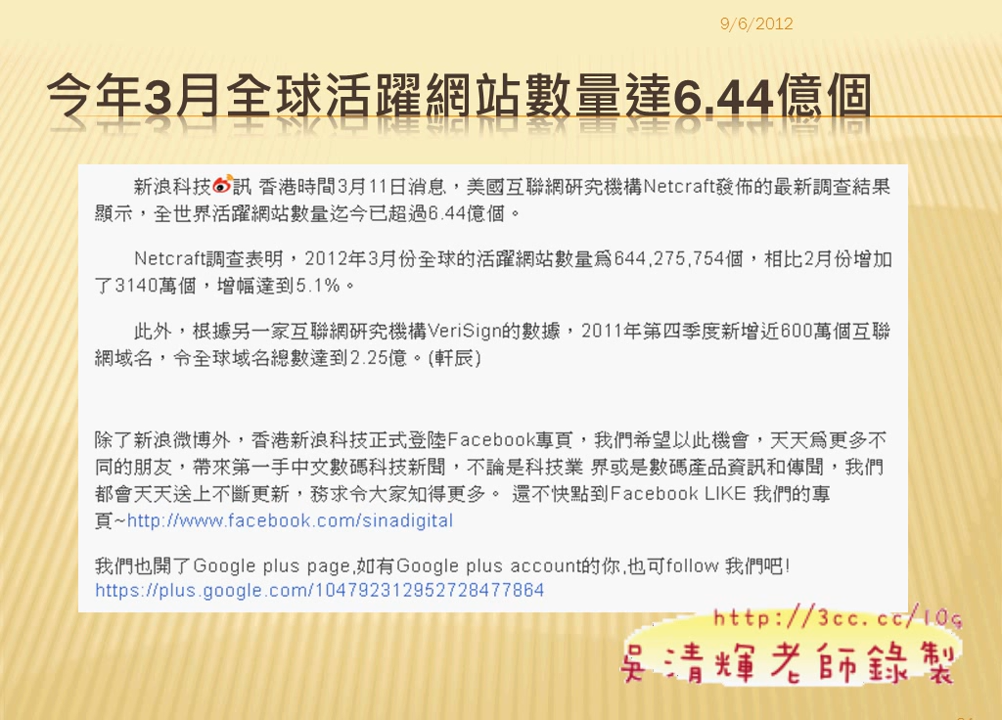 9/6/2012
今年3月全球活躍網站數量達6.44億個
新浪科技訊 香港時間3月11日消息，美國互聯網研究機構Netcraft發佈的最新調查結果
顯示，全世界活躍網站數量迄今已超過6.44億個。
Netcraft調查表明，2012年3月份全球的活躍網站數量爲644,275,754個，相比2月份增加
了3140萬個，增幅達到5.1%。
此外，根據另一家互聯網研究機構VeriSign的數據，2011年第四季度新增近600萬個互聯
網域名，令全球域名總數達到2.25億。(軒辰)
除了新浪微博外，香港新浪科技正式登陸Facebook專頁，我們希望以此機會，天天爲更多不
同的朋友，帶來第一手中文數碼科技新聞，不論是科技業 界或是數碼產品資訊和傳聞，我們
都會天天送上不斷更新，務求令大家知得更多。 還不快點到Facebook LIKE 我們的專
頁~http://www.facebook.com/sinadigital
我們也開了Google plus page,如有Google plus account的你,也可follow 我們吧!
https://plus.google.com/104792312952728477864
http://3cc.cc/10g
吳清輝老師錄製